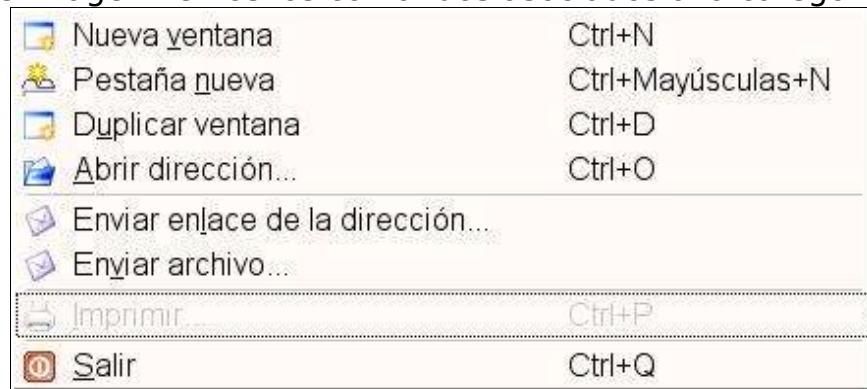 Nueva ventana Ctrl+N
Pestaña nueva Ctrl+Mayúsculas+N
Duplicar ventana Ctrl+D
Abrir dirección... Ctrl+O
Enviar enlace de la dirección...
Enviar archivo...
Imprimir... Ctrl+P
Salir Ctrl+Q